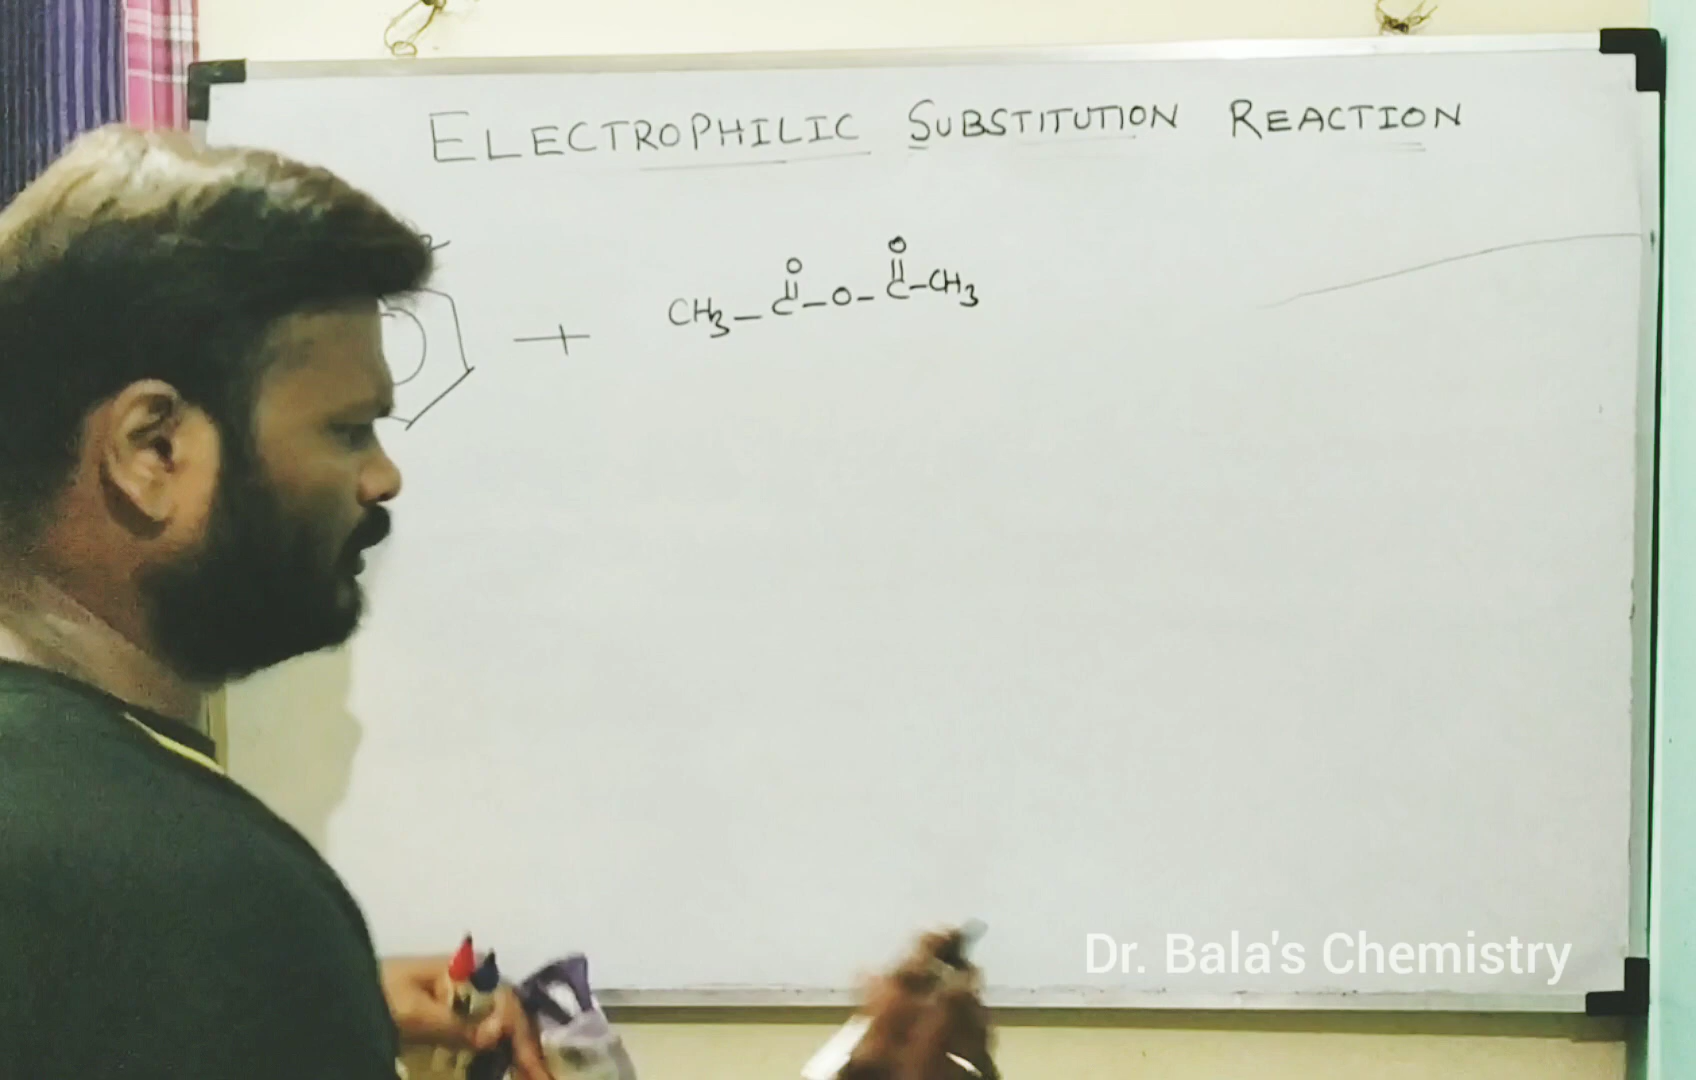 ELECTROPHILIC SUBSTITUTION REACTION
O O
+ CH3 – C – O – C – CH3
Dr. Bala's Chemistry